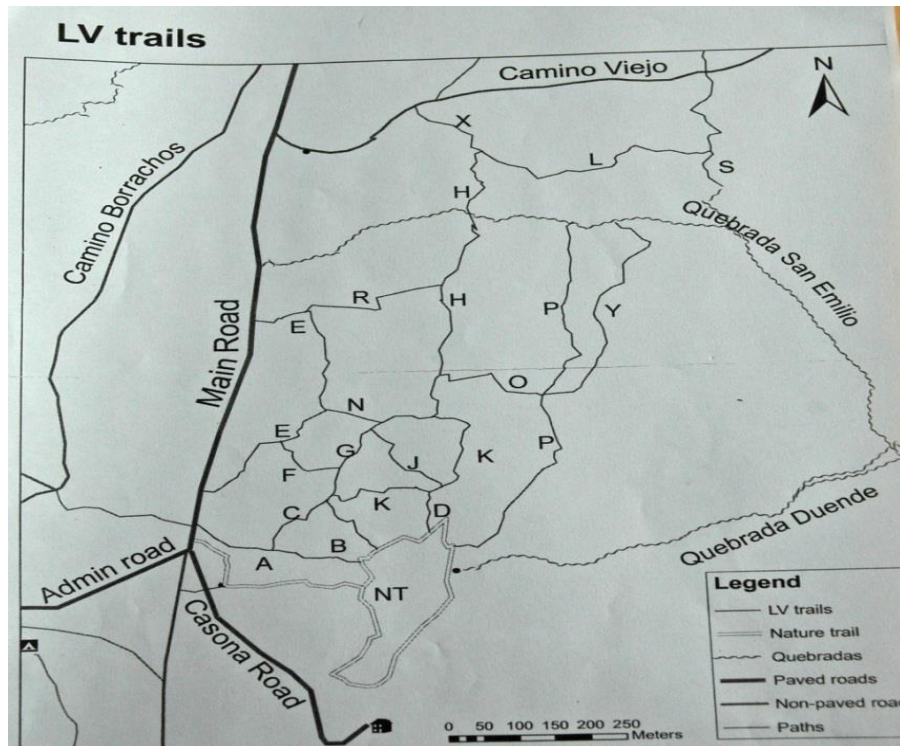 LV trails
Camino Viejo
N
X
L
S
Camino Borrachos
H
Quebrada San Emilio
R
H
E
P
Y
Main Road
O
N
E
G
P
F
J
K
C
K
D
B
A
Quebrada Duende
Admin road
NT
Casona Road
Legend
LV trails
Nature trail
Quebradas
Paved roads
Non-paved road
Paths
0 50 100 150 200 250
Meters